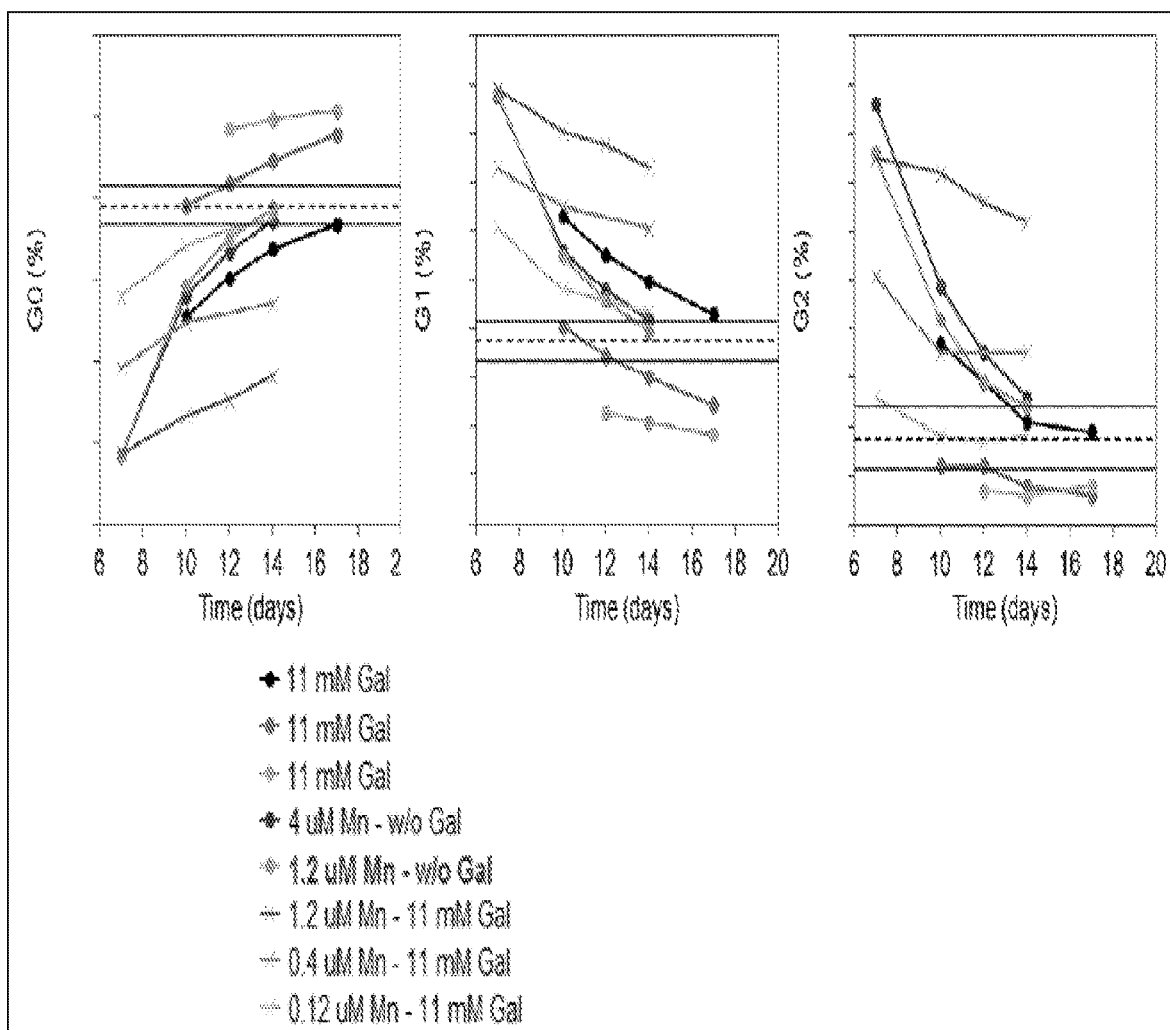 G0 (%)
G1 (%)
G2 (%)
6 8 10 12 14 16 18 2
6 8 10 12 14 16 18 20
6 8 10 12 14 16 18 20
Time (days)
Time (days)
Time (days)
11 mM Gal
11 mM Gal
11 mM Gal
4 uM Mn - w/o Gal
1.2 uM Mn - w/o Gal
1.2 uM Mn - 11 mM Gal
0.4 uM Mn - 11 mM Gal
0.12 uM Mn - 11 mM Gal